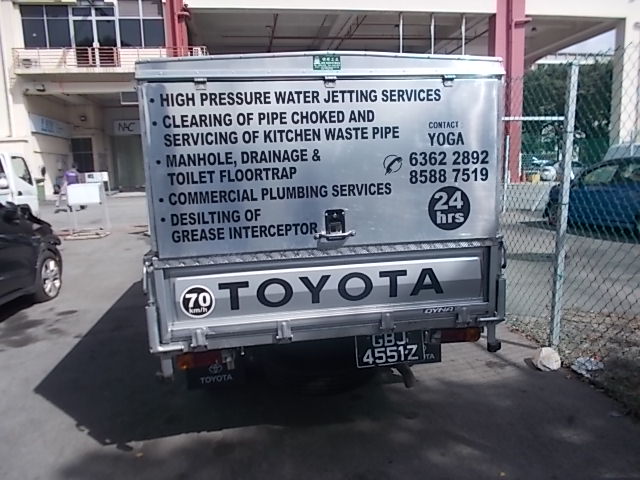 • HIGH PRESSURE WATER JETTING SERVICES
• CLEARING OF PIPE CHOKED AND
SERVICING OF KITCHEN WASTE PIPE
• MANHOLE, DRAINAGE &
TOILET FLOORTRAP
• COMMERCIAL PLUMBING SERVICES
• DESILTING OF
GREASE INTERCEPTOR
CONTACT
YOGA
6362 2892
8588 7519
24
hrs
70
km/h
TOYOTA
DYNA
GBJ
4551Z
TOYOTA